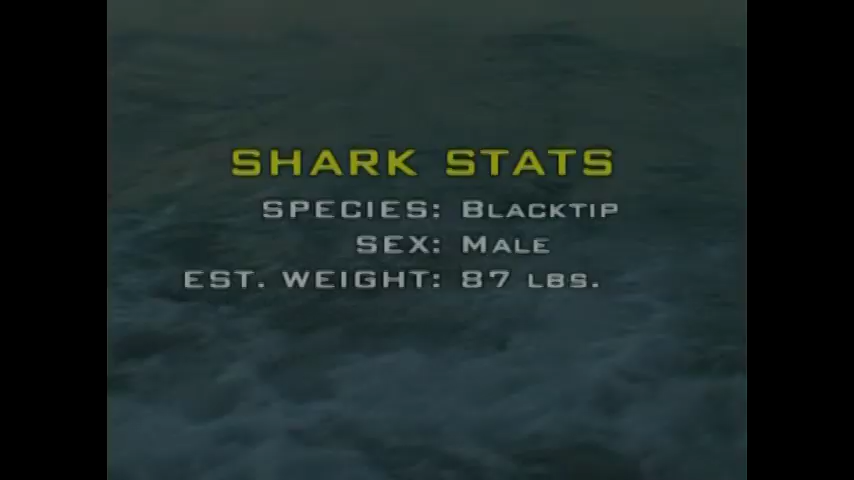 SHARK STATS
SPECIES: BLACKTIP
SEX: MALE
EST. WEIGHT: 87 LBS.